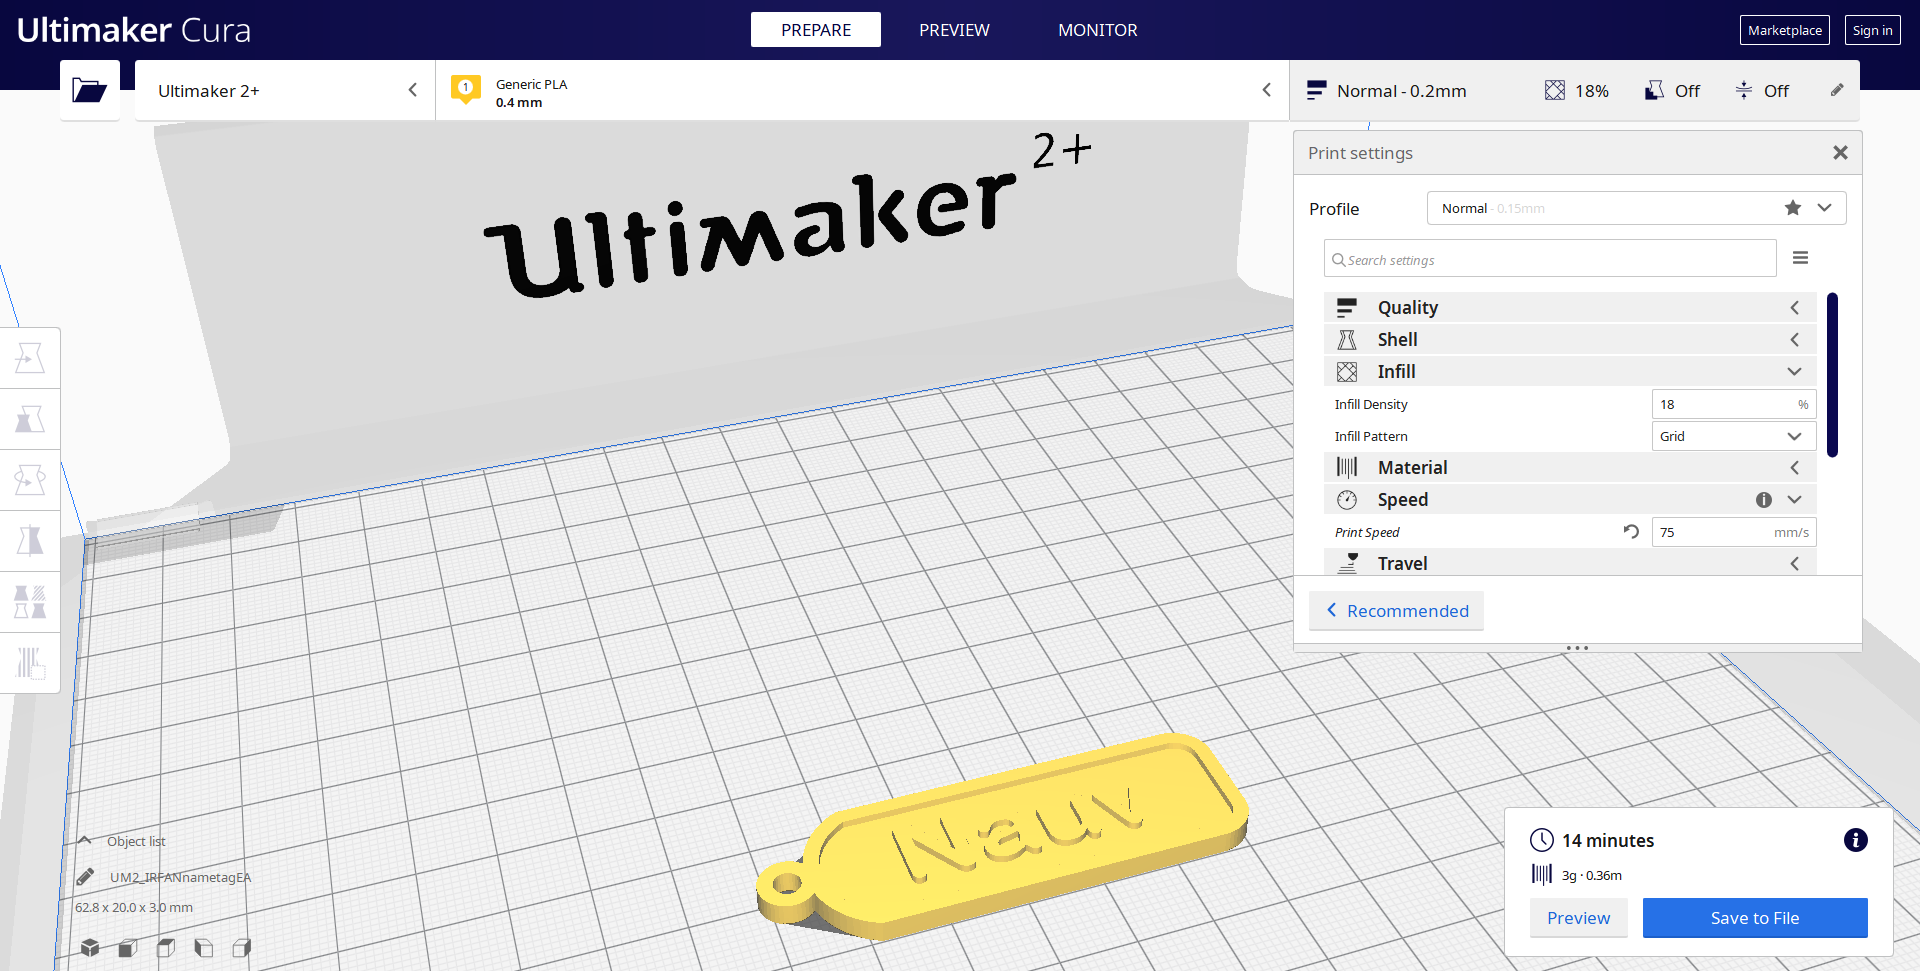 Ultimaker Cura
PREPARE
PREVIEW
MONITOR
Marketplace
Sign in
Ultimaker 2+
1
Generic PLA
0.4 mm
Normal - 0.2mm
18%
Off
Off
Ultimaker 2+
Print settings
Profile
Normal - 0.15mm
Search settings
Quality
Shell
Infill
Infill Density
18 %
Infill Pattern
Grid
Material
Speed
Print Speed
75 mm/s
Travel
Recommended
Nauv
Object list
UM2_IRFANnametagEA
62.8 x 20.0 x 3.0 mm
14 minutes
3g · 0.36m
Preview
Save to File